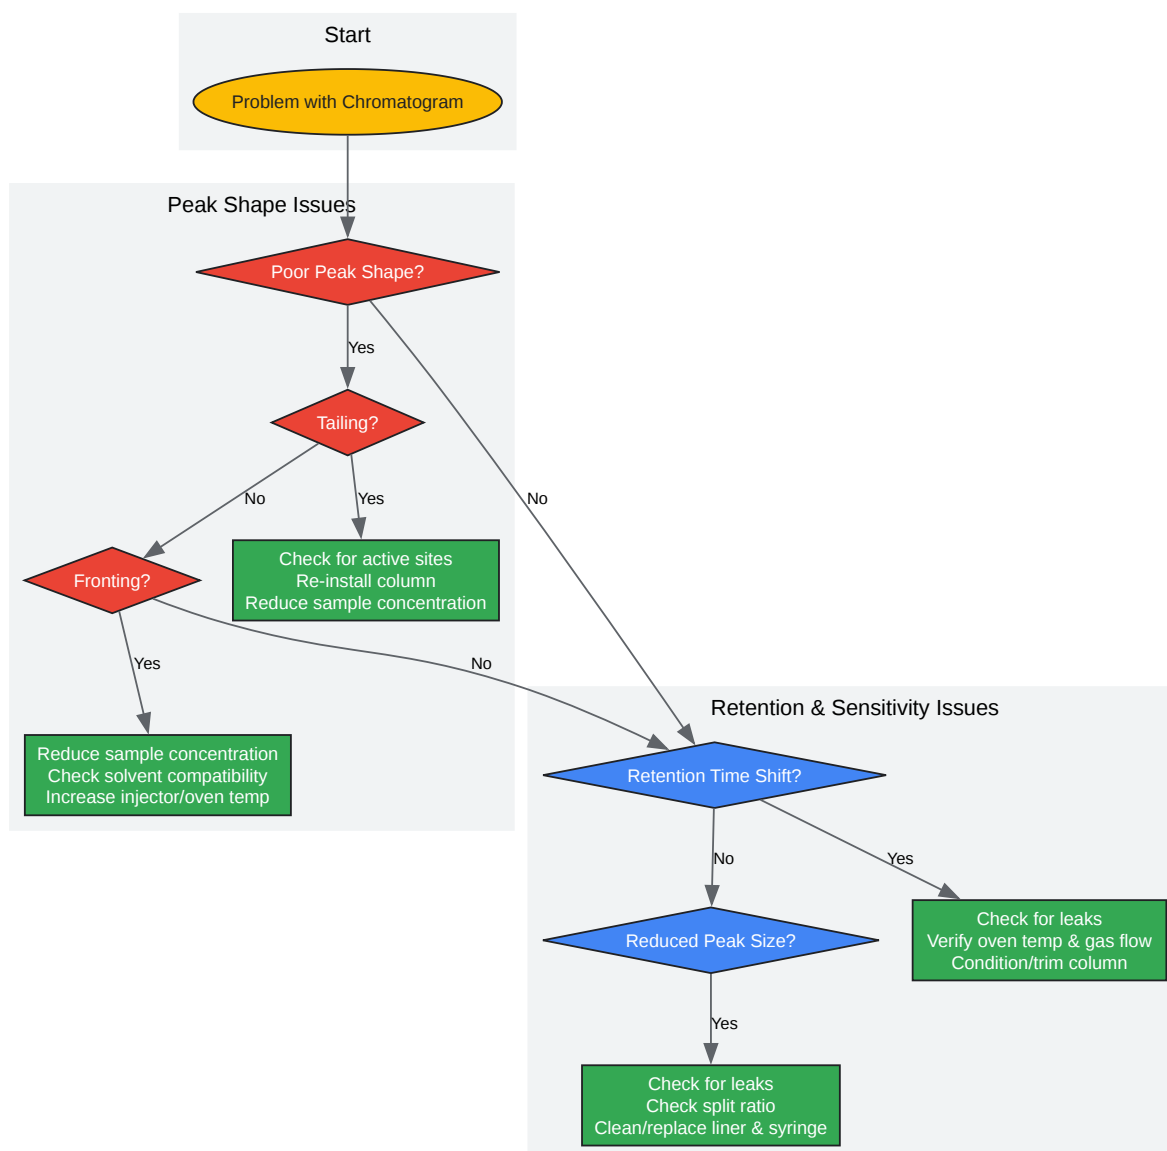 Start
Problem with Chromatogram
Peak Shape Issues
Poor Peak Shape?
Yes
Tailing?
No
Yes
No
Check for active sites
Re-install column
Reduce sample concentration
Fronting?
Yes
No
Reduce sample concentration
Check solvent compatibility
Increase injector/oven temp
Retention & Sensitivity Issues
Retention Time Shift?
No
Yes
Reduced Peak Size?
Check for leaks
Verify oven temp & gas flow
Condition/trim column
Yes
Check for leaks
Check split ratio
Clean/replace liner & syringe